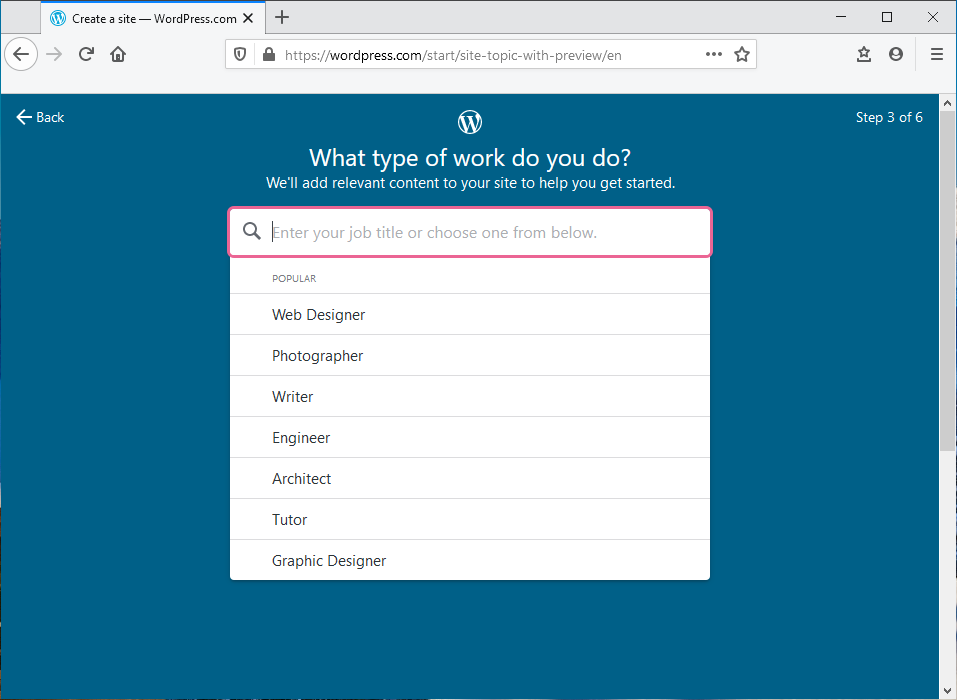 Create a site — WordPress.com
https://wordpress.com/start/site-topic-with-preview/en
Back
Step 3 of 6
What type of work do you do?
We'll add relevant content to your site to help you get started.
Enter your job title or choose one from below.
POPULAR
Web Designer
Photographer
Writer
Engineer
Architect
Tutor
Graphic Designer